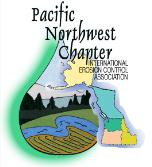 Pacific
Northwest
Chapter
INTERNATIONAL
EROSION CONTROL
ASSOCIATION